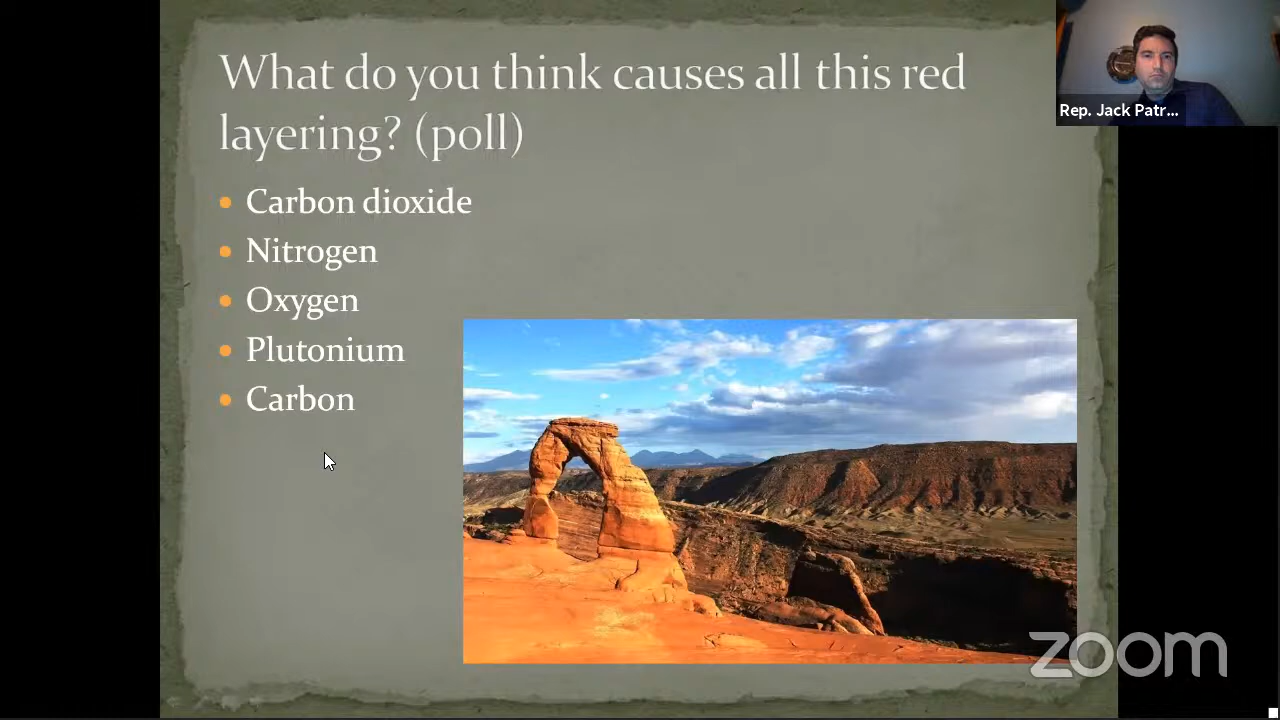 What do you think causes all this red
layering? (poll)
Carbon dioxide
Nitrogen
Oxygen
Plutonium
Carbon
Rep. Jack Patr...
zoom